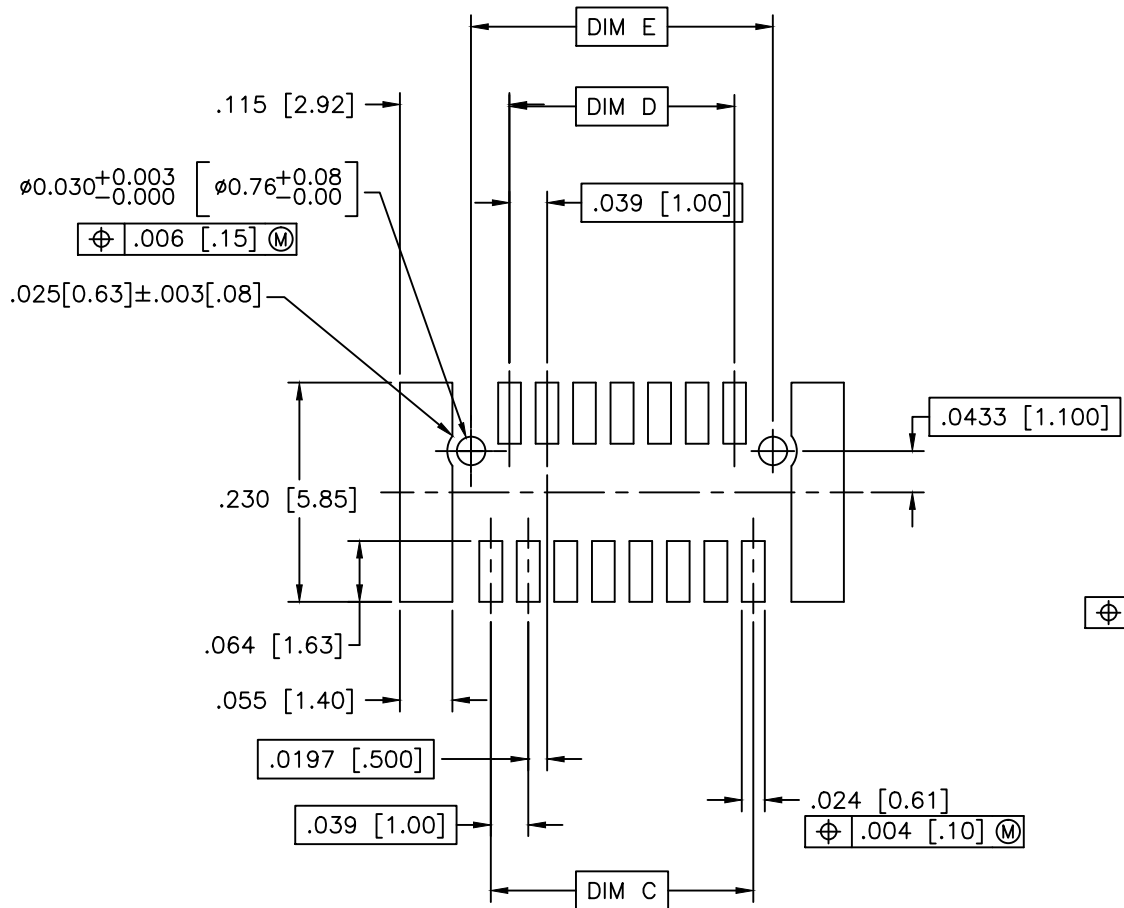 DIM E
.115 [2.92]
DIM D
ø0.030 +0.003 -0.000 [ø0.76 +0.08 -0.00]
.039 [1.00]
⌖ .006 [.15] Ⓜ
.025[0.63]±.003[.08]
.0433 [1.100]
.230 [5.85]
⌖
.064 [1.63]
.055 [1.40]
.0197 [.500]
.024 [0.61]
.039 [1.00]
⌖ .004 [.10] Ⓜ
DIM C